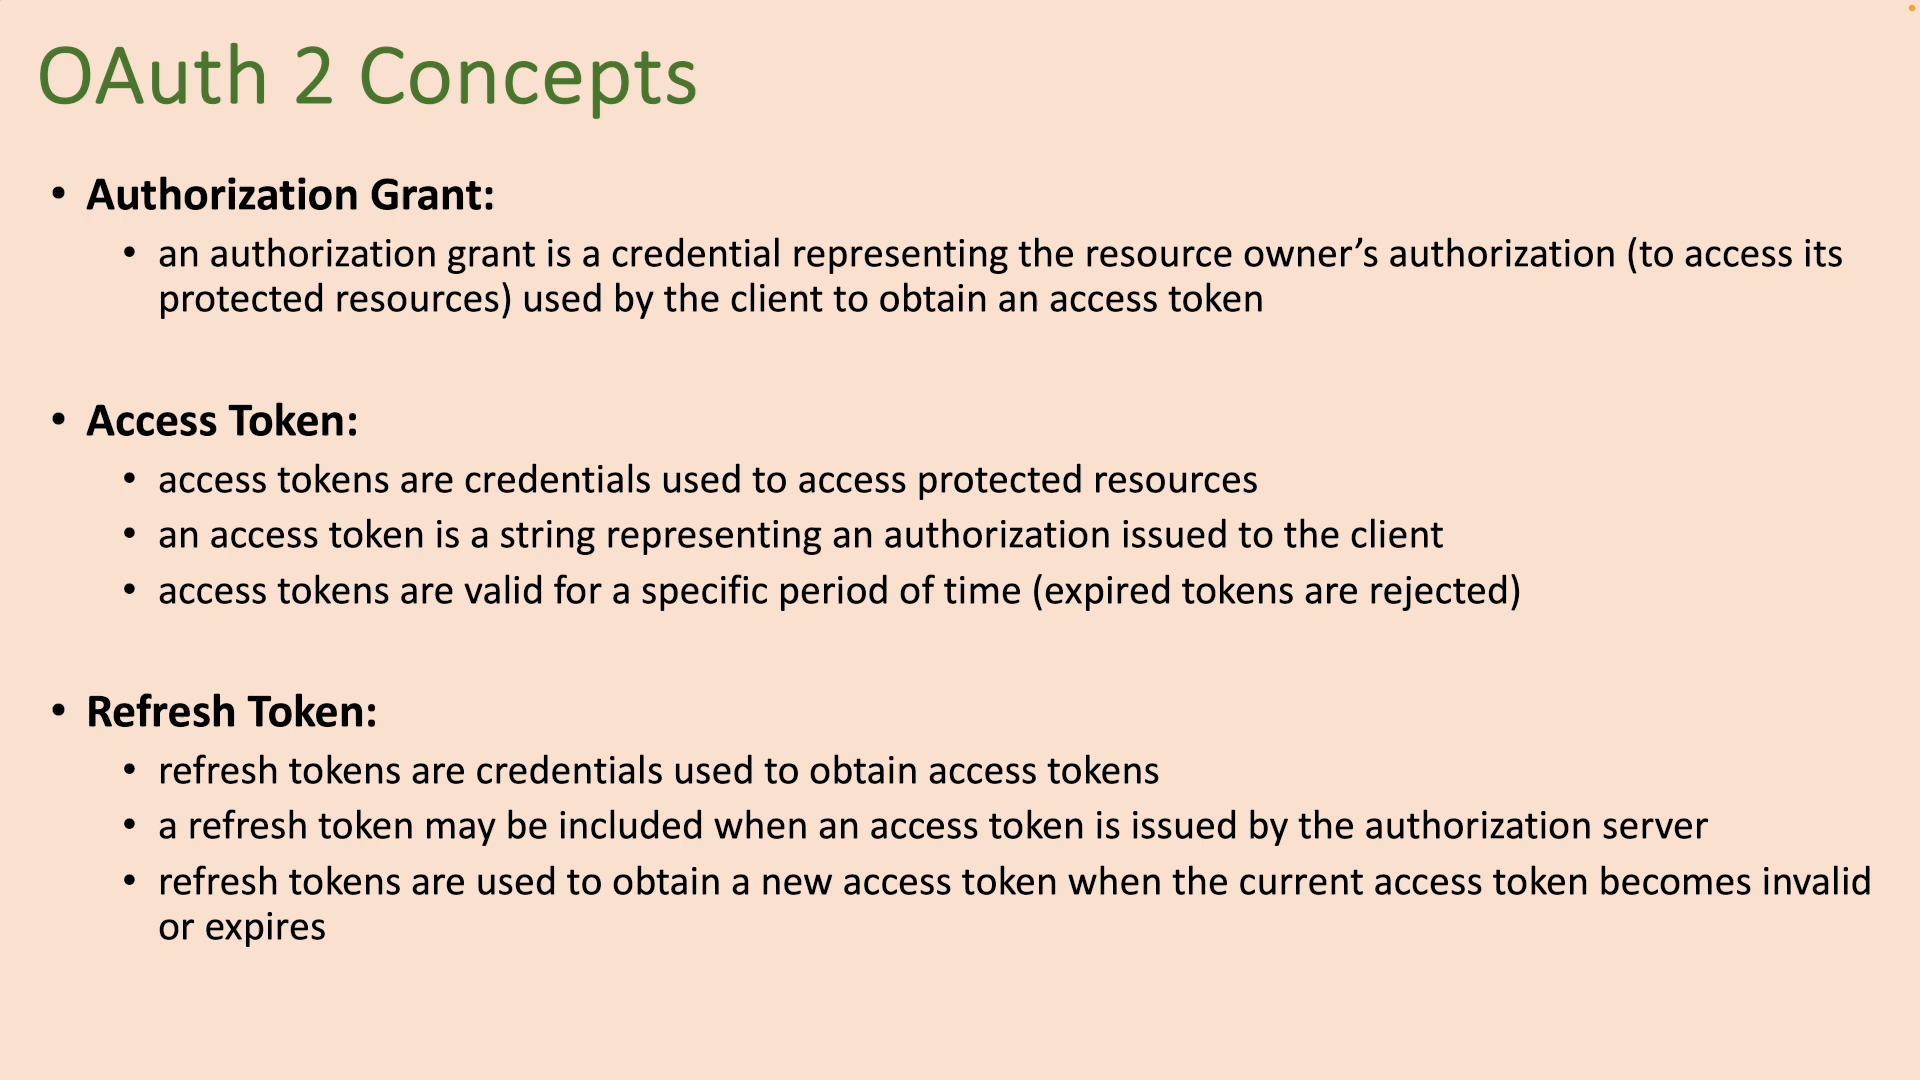 OAuth 2 Concepts
• Authorization Grant:
• an authorization grant is a credential representing the resource owner’s authorization (to access its
protected resources) used by the client to obtain an access token
• Access Token:
• access tokens are credentials used to access protected resources
• an access token is a string representing an authorization issued to the client
• access tokens are valid for a specific period of time (expired tokens are rejected)
• Refresh Token:
• refresh tokens are credentials used to obtain access tokens
• a refresh token may be included when an access token is issued by the authorization server
• refresh tokens are used to obtain a new access token when the current access token becomes invalid
or expires